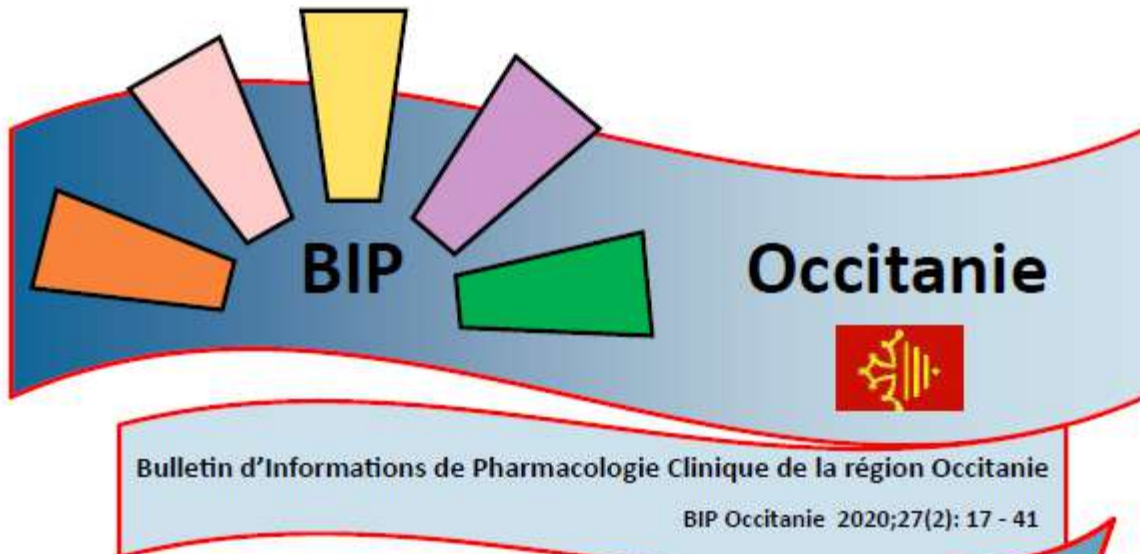 BIP
Occitanie
Bulletin d'Informations de Pharmacologie Clinique de la région Occitanie
BIP Occitanie 2020;27(2): 17 - 41